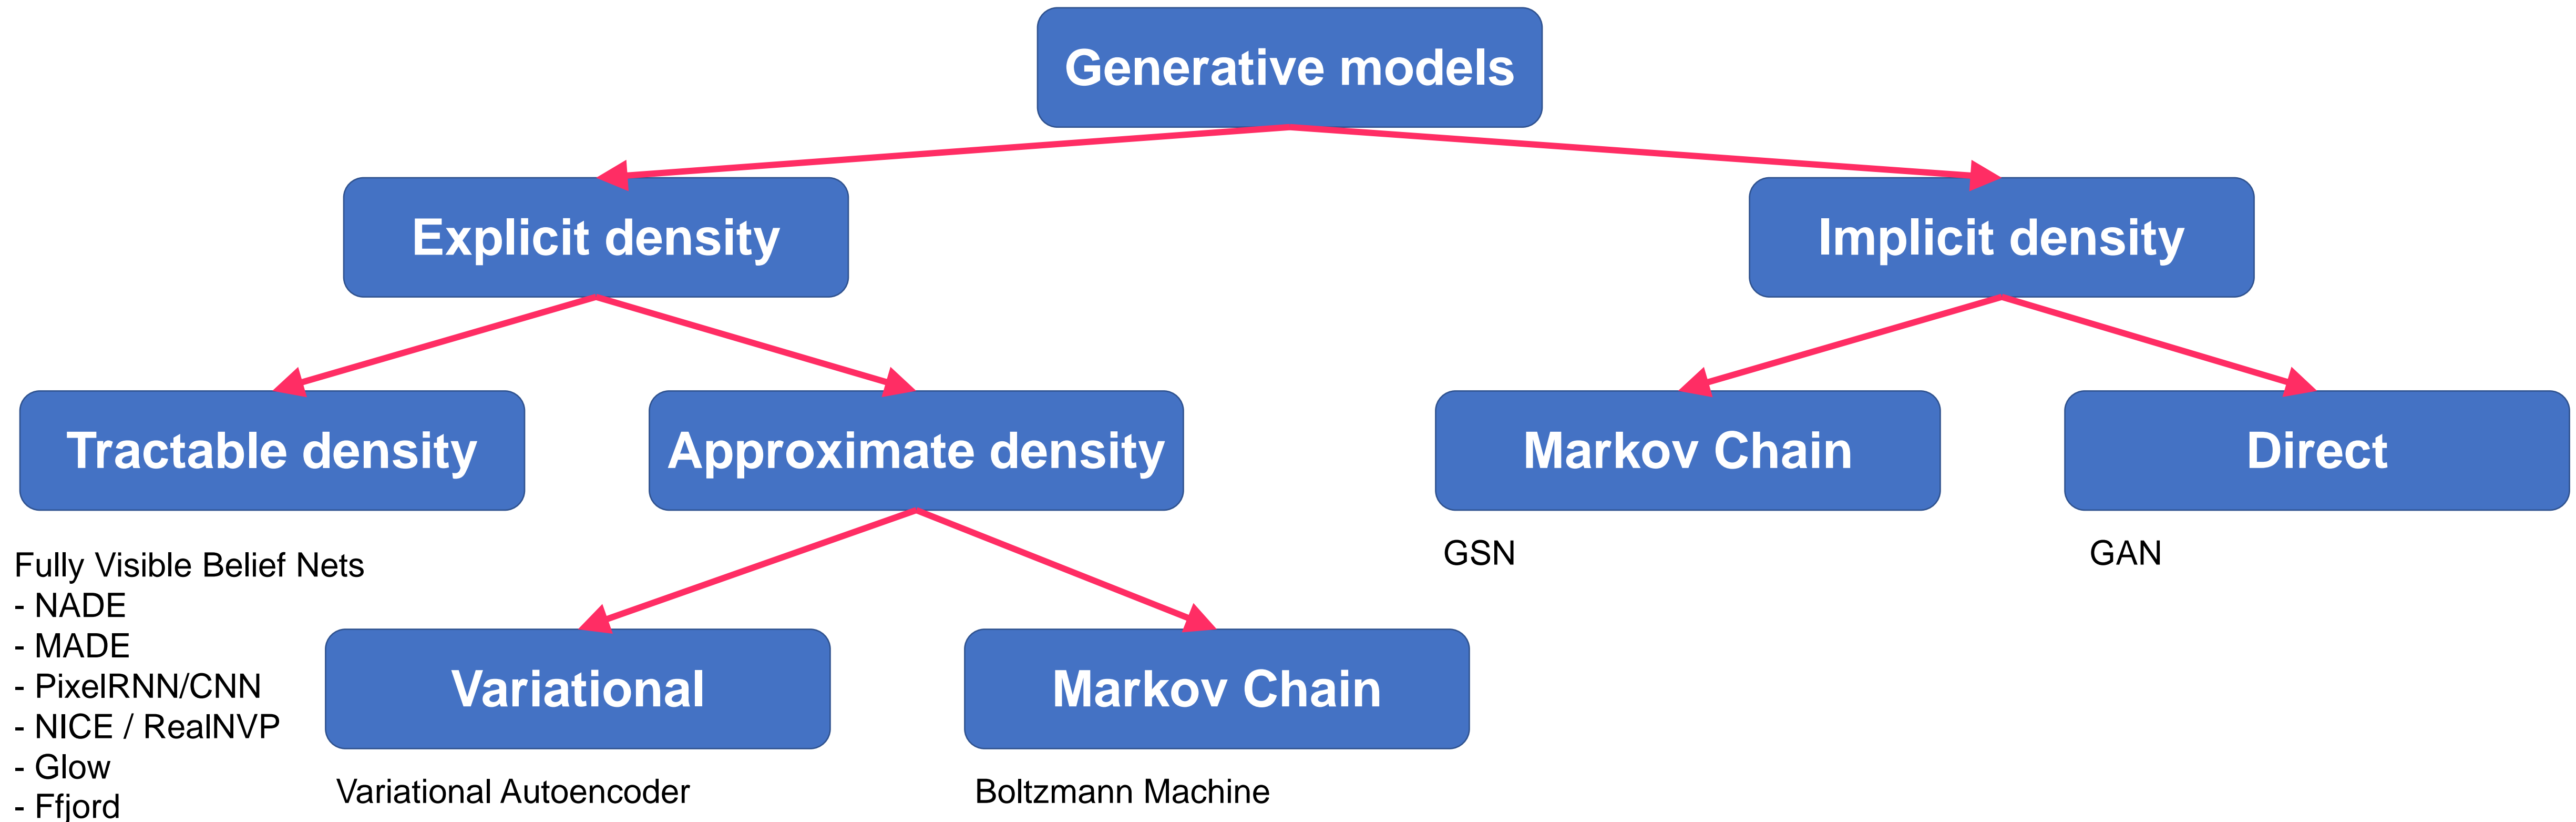 Generative models
Explicit density
Implicit density
Tractable density
Approximate density
Markov Chain
Direct
Fully Visible Belief Nets
- NADE
- MADE
- PixelRNN/CNN
- NICE / RealNVP
- Glow
- Ffjord
GSN
GAN
Variational
Markov Chain
Variational Autoencoder
Boltzmann Machine